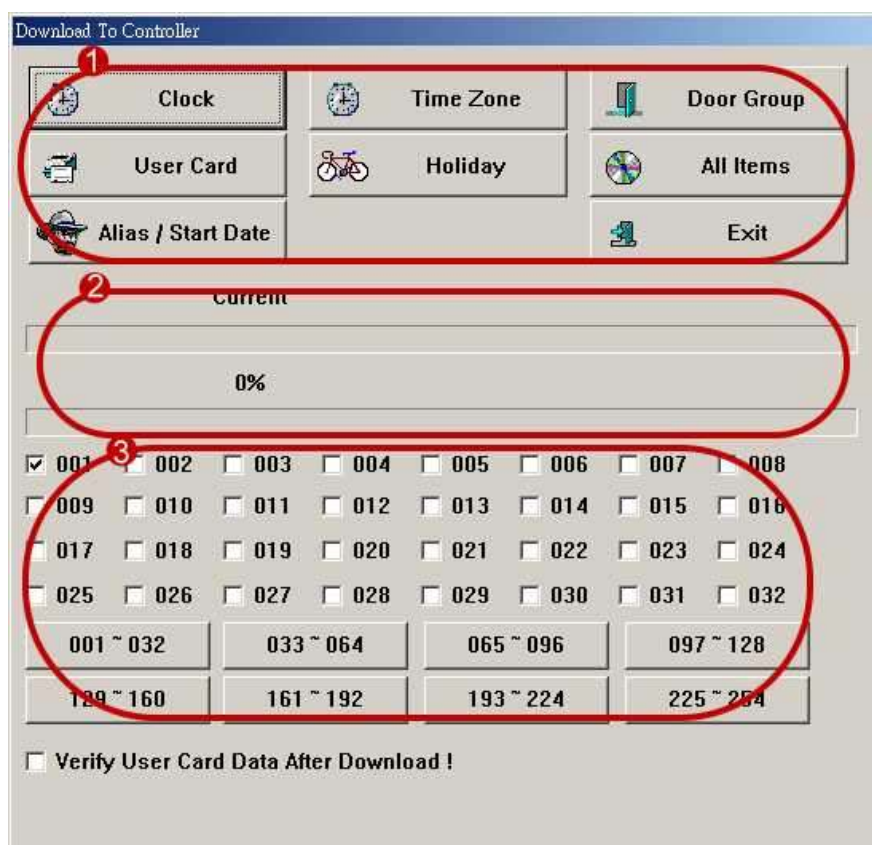 Download To Controller
1
Clock Time Zone Door Group
User Card Holiday All Items
Alias / Start Date Exit
2
Current
0%
3
001 002 003 004 005 006 007 008
009 010 011 012 013 014 015 016
017 018 019 020 021 022 023 024
025 026 027 028 029 030 031 032
001 ~ 032 033 ~ 064 065 ~ 096 097 ~ 128
129 ~ 160 161 ~ 192 193 ~ 224 225 ~ 254
Verify User Card Data After Download !